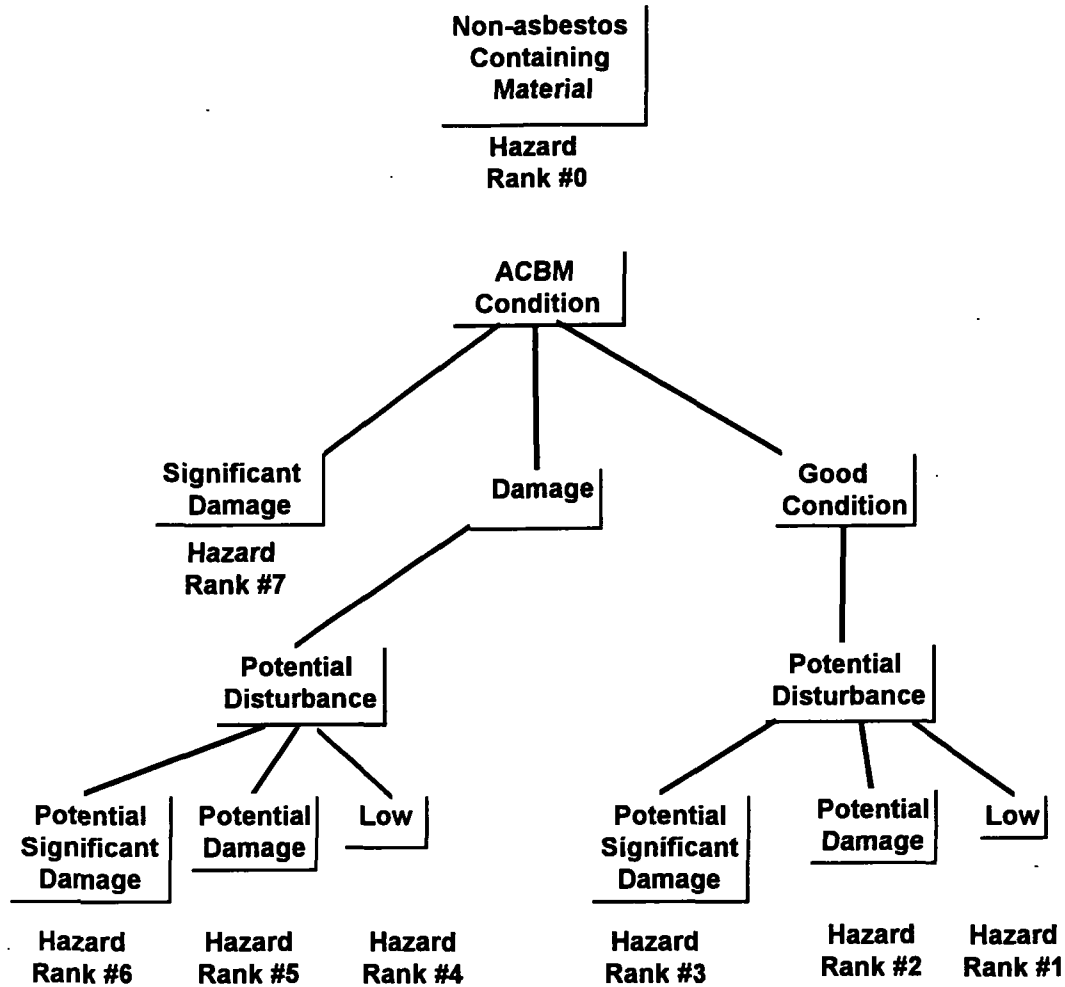 Non-asbestos
Containing
Material
Hazard
Rank #0
ACBM
Condition
Significant
Damage
Hazard
Rank #7
Damage
Good
Condition
Potential
Disturbance
Potential
Disturbance
Potential
Significant
Damage
Potential
Damage
Low
Potential
Significant
Damage
Potential
Damage
Low
Hazard
Rank #6
Hazard
Rank #5
Hazard
Rank #4
Hazard
Rank #3
Hazard
Rank #2
Hazard
Rank #1